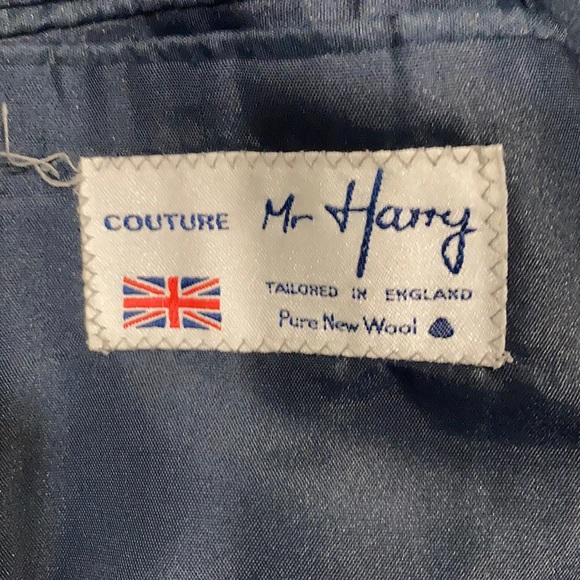 COUTURE Mr Harry
TAILORED IN ENGLAND
Pure New Wool